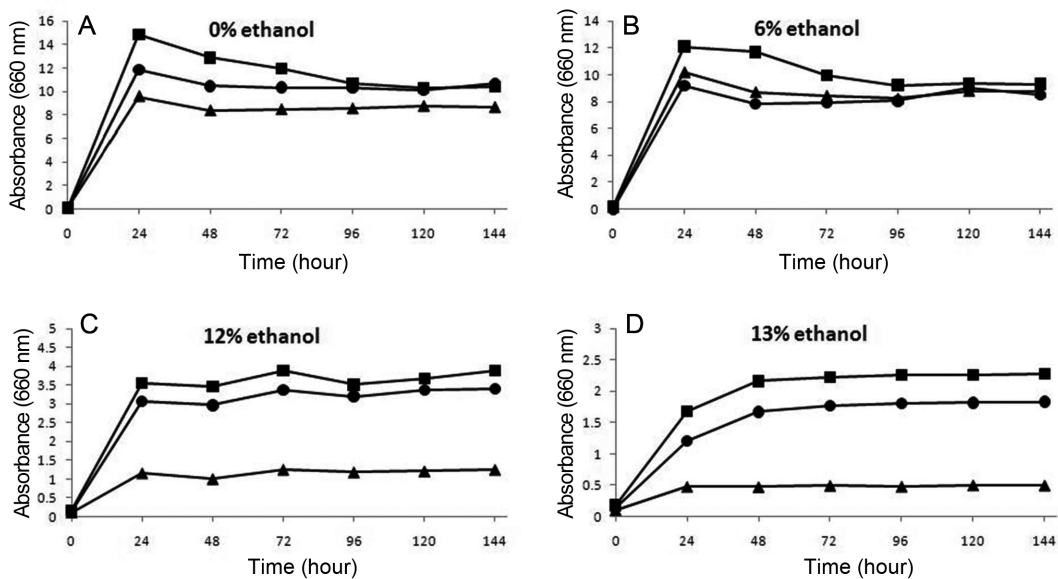 A
0% ethanol
Absorbance (660 nm)
16
14
12
10
8
6
4
2
0
0 24 48 72 96 120 144
Time (hour)
B
6% ethanol
Absorbance (660 nm)
14
12
10
8
6
4
2
0
0 24 48 72 96 120 144
Time (hour)
C
12% ethanol
Absorbance (660 nm)
5
4.5
4
3.5
3
2.5
2
1.5
1
0.5
0
0 24 48 72 96 120 144
Time (hour)
D
13% ethanol
Absorbance (660 nm)
3
2.5
2
1.5
1
0.5
0
0 24 48 72 96 120 144
Time (hour)